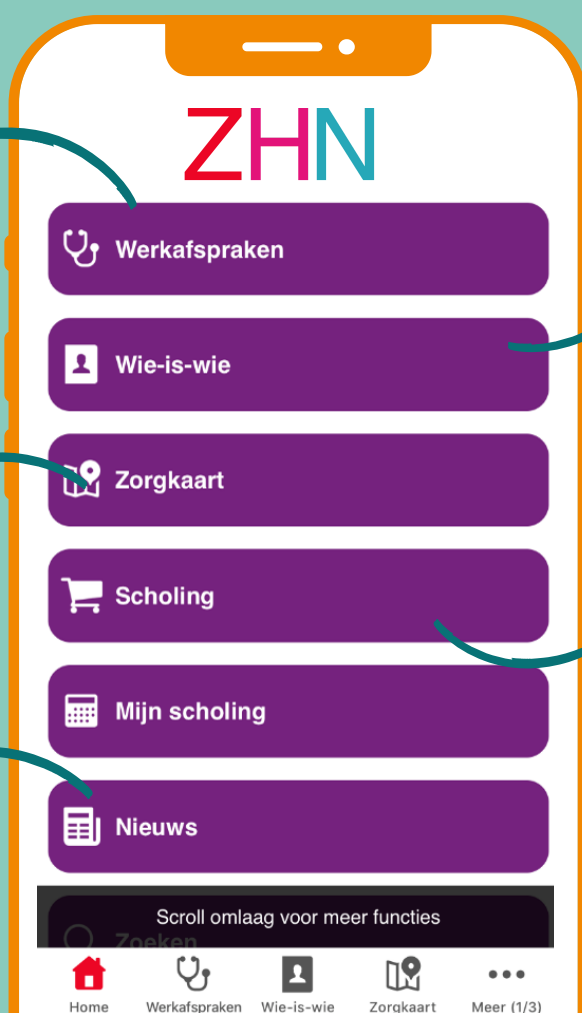 ZHN
Werkafspraken
Wie-is-wie
Zorgkaart
Scholing
Mijn scholing
Nieuws
Scroll omlaag voor meer functies
Zoeken
Home Werkafspraken Wie-is-wie Zorgkaart Meer (1/3)